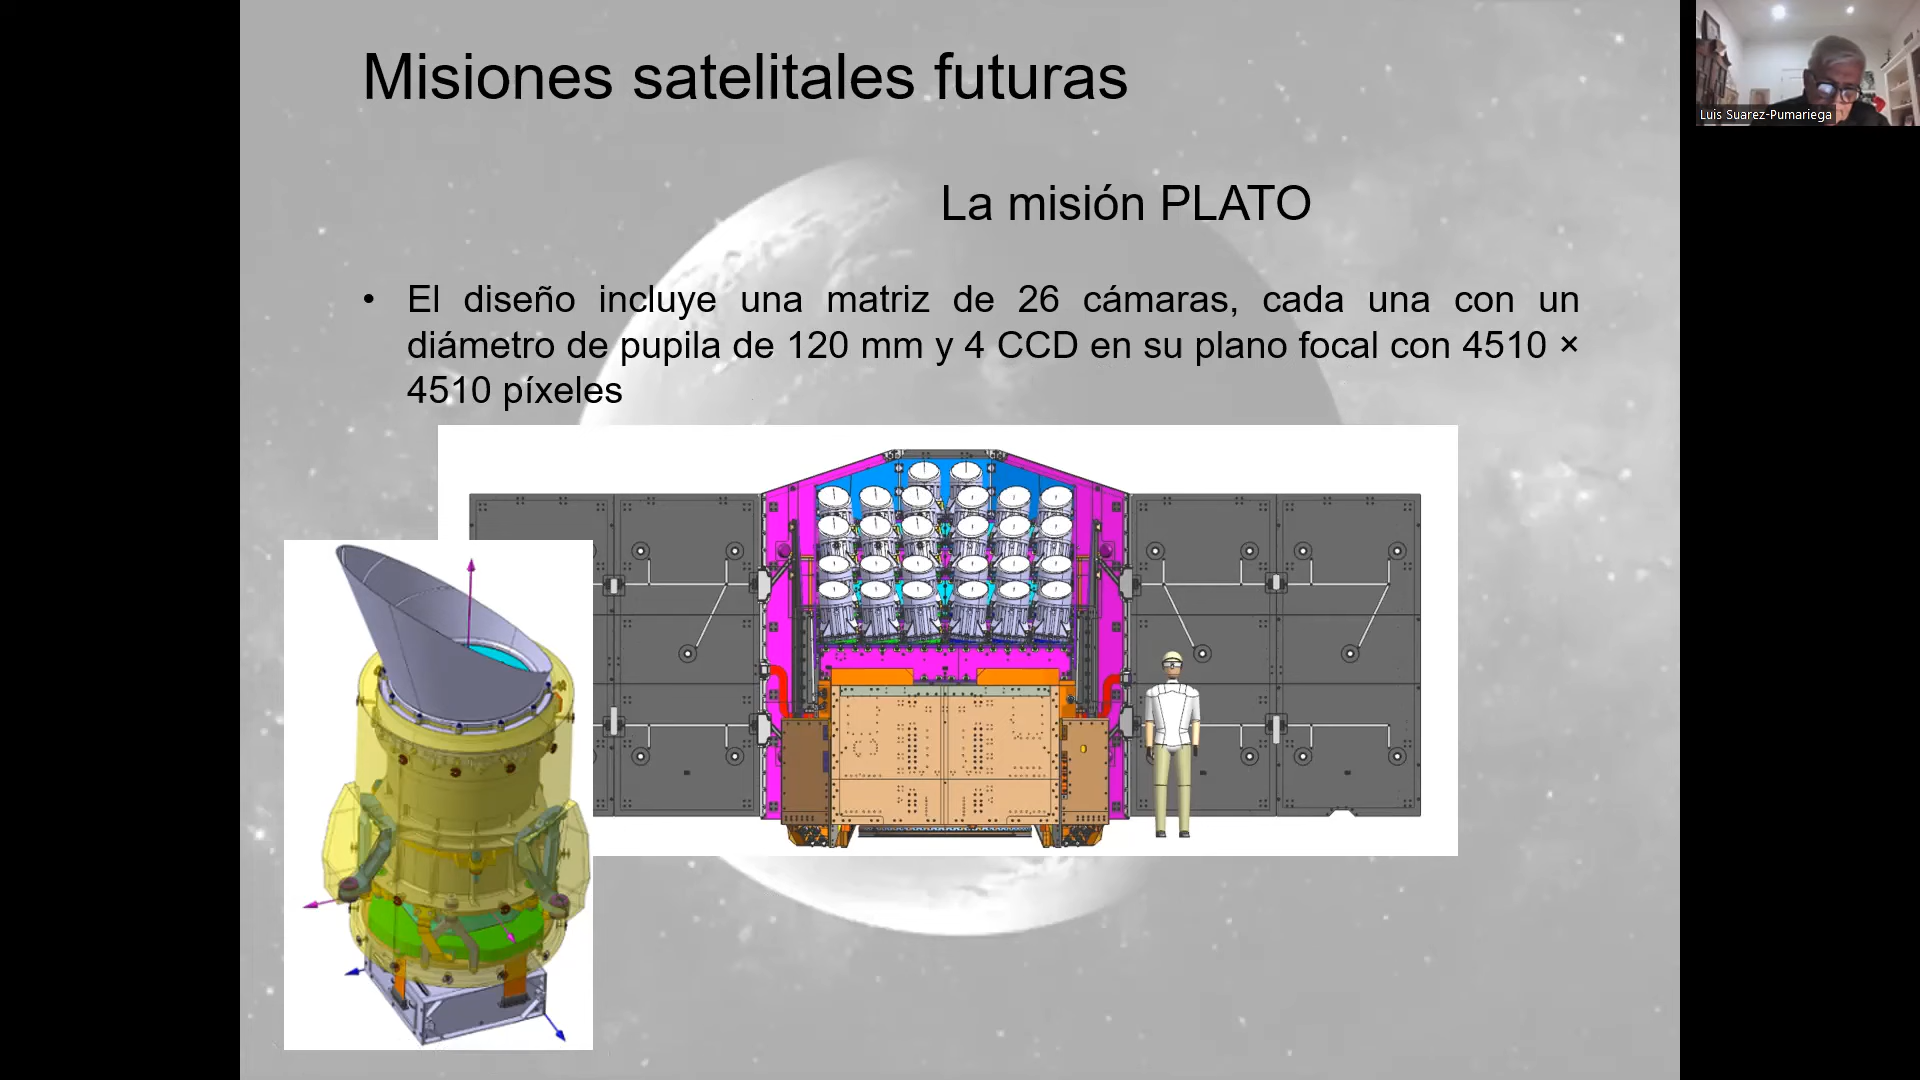 Misiones satelitales futuras
Luis Suarez-Pumariega
La misión PLATO
• El diseño incluye una matriz de 26 cámaras, cada una con un
diámetro de pupila de 120 mm y 4 CCD en su plano focal con 4510 ×
4510 píxeles